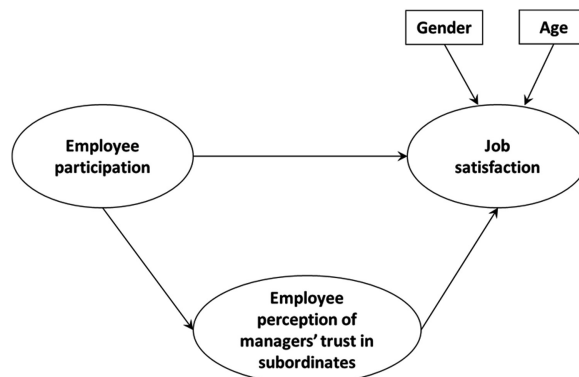 Gender
Age
Employee
participation
Job
satisfaction
Employee
perception of
managers' trust in
subordinates